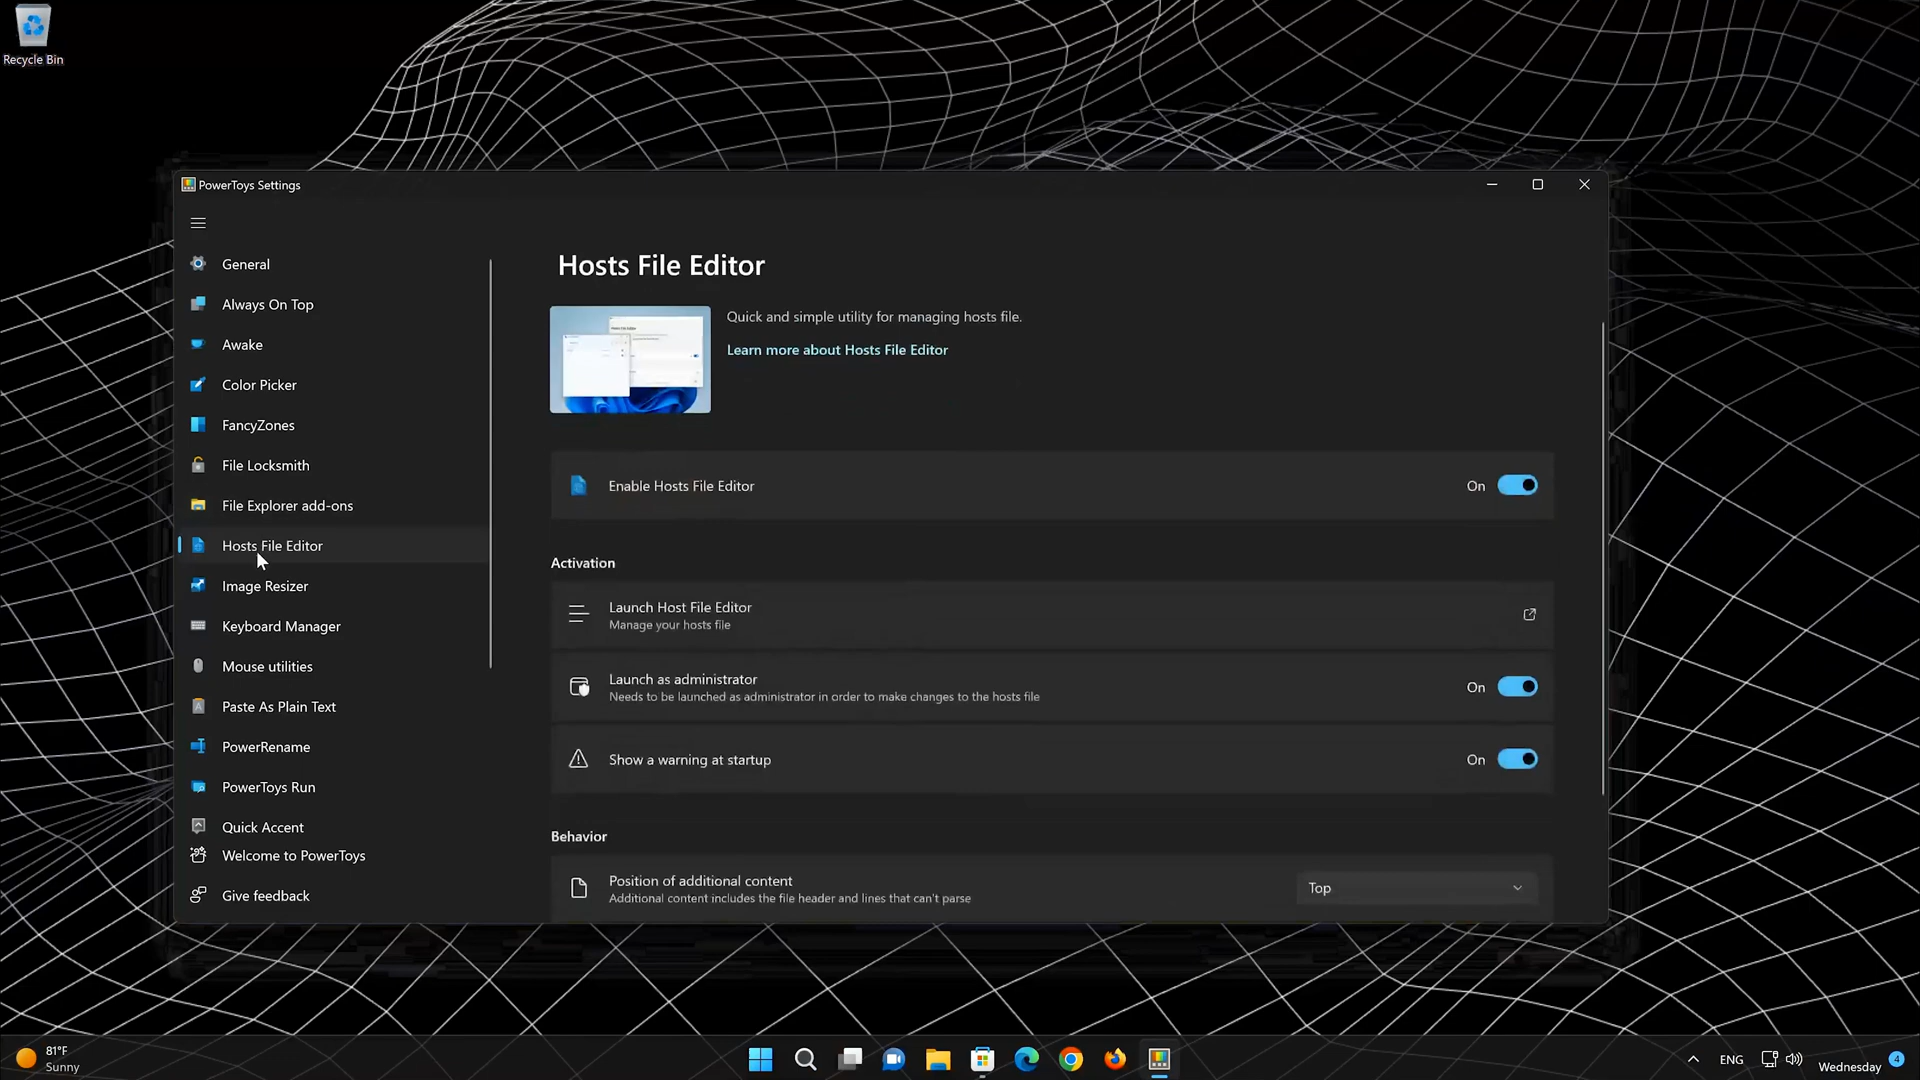 Recycle Bin
PowerToys Settings
General
Always On Top
Awake
Color Picker
FancyZones
File Locksmith
File Explorer add-ons
Hosts File Editor
Image Resizer
Keyboard Manager
Mouse utilities
Paste As Plain Text
PowerRename
PowerToys Run
Quick Accent
Welcome to PowerToys
Give feedback
Hosts File Editor
Quick and simple utility for managing hosts file.
Learn more about Hosts File Editor
Enable Hosts File Editor
On
Activation
Launch Host File Editor
Manage your hosts file
Launch as administrator
Needs to be launched as administrator in order to make changes to the hosts file
On
Show a warning at startup
On
Behavior
Position of additional content
Additional content includes the file header and lines that can't parse
Top
81°F
Sunny
ENG
Wednesday
4